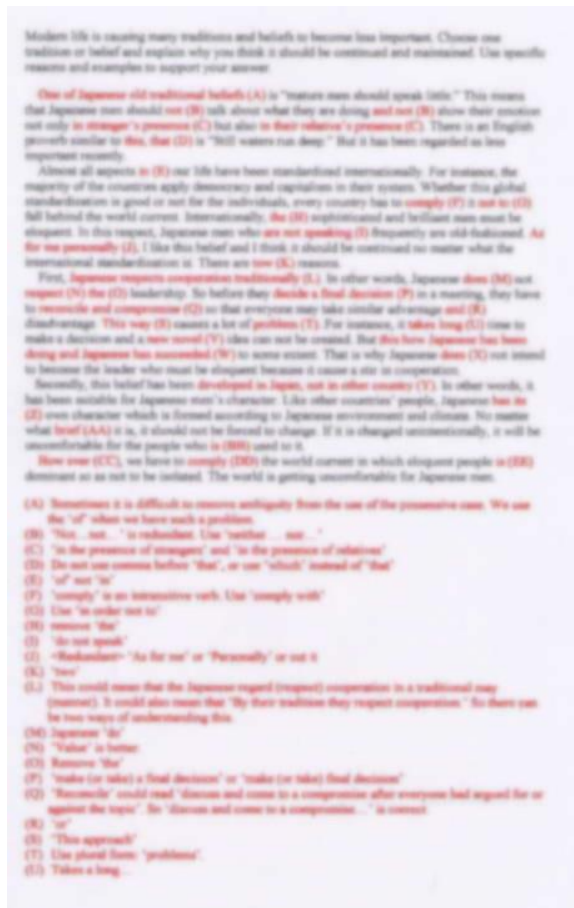 Modern life is causing many traditions and beliefs to become less important. Choose one
tradition or belief and explain why you think it should be continued and maintained. Use specific
reasons and examples to support your answer.
One of Japanese old traditional beliefs (A) is "mature men should speak little." This means
that Japanese men should not (B) talk about what they are doing and not (B) show their emotion
not only in stranger's presence (C) but also in their relative's presence (C). There is an English
proverb similar to this, that (D) is "Still waters run deep." But it has been regarded as less
important recently.
Almost all aspects in (E) our life have been standardized internationally. For instance, the
majority of the countries apply democracy and capitalism in their system. Whether this global
standardization is good or not for the individuals, every country has to comply (F) it not to (G)
fall behind the world current. Internationally, the (H) sophisticated and brilliant men must be
eloquent. In this respect, Japanese men who are not speaking (I) frequently are old-fashioned. As
for me personally (J), I like this belief and I think it should be continued no matter what the
international standardization is. There are tow (K) reasons.
First, Japanese respects cooperation traditionally (L). In other words, Japanese does (M) not
respect (N) the (O) leadership. So before they decide a final decision (P) in a meeting, they have
to reconcile and compromise (Q) so that everyone may take similar advantage and (R)
disadvantage. This way (S) causes a lot of problem (T). For instance, it takes long (U) time to
make a decision and a new novel (V) idea can not be created. But this how Japanese has been
doing and Japanese has succeeded (W) to some extent. That is why Japanese does (X) not intend
to become the leader who must be eloquent because it cause a stir in cooperation.
Secondly, this belief has been developed in Japan, not in other country (Y). In other words, it
has been suitable for Japanese men's character. Like other countries' people, Japanese has its
(Z) own character which is formed according to Japanese environment and climate. No matter
what brief (AA) it is, it should not be forced to change. If it is changed unintentionally, it will be
uncomfortable for the people who is (BB) used to it.
How ever (CC), we have to comply (DD) the world current in which eloquent people is (EE)
dominant so as not to be isolated. The world is getting uncomfortable for Japanese men.
(A) Sometimes it is difficult to remove ambiguity from the use of the possessive case. We use
the 'of' when we have such a problem.
(B) 'Not... not...' is redundant. Use 'neither ... nor...'
(C) 'in the presence of strangers' and 'in the presence of relatives'
(D) Do not use comma before 'that', or use 'which' instead of 'that'
(E) 'of' not 'in'
(F) 'comply' is an intransitive verb. Use 'comply with'
(G) Use 'in order not to'
(H) remove 'the'
(I) 'do not speak'
(J) <Redundant> 'As for me' or 'Personally' or cut it
(K) 'two'
(L) This could mean that the Japanese regard (respect) cooperation in a traditional way
(manner). It could also mean that 'By their tradition they respect cooperation.' So there can
be two ways of understanding this.
(M) Japanese 'do'
(N) 'Value' is better.
(O) Remove 'the'
(P) 'make (or take) a final decision' or 'make (or take) final decisions'
(Q) 'Reconcile' could read 'discuss and come to a compromise after everyone had argued for or
against the topic'. So 'discuss and come to a compromise...' is correct
(R) 'or'
(S) 'This approach'
(T) Use plural form: 'problems'.
(U) Takes a long...